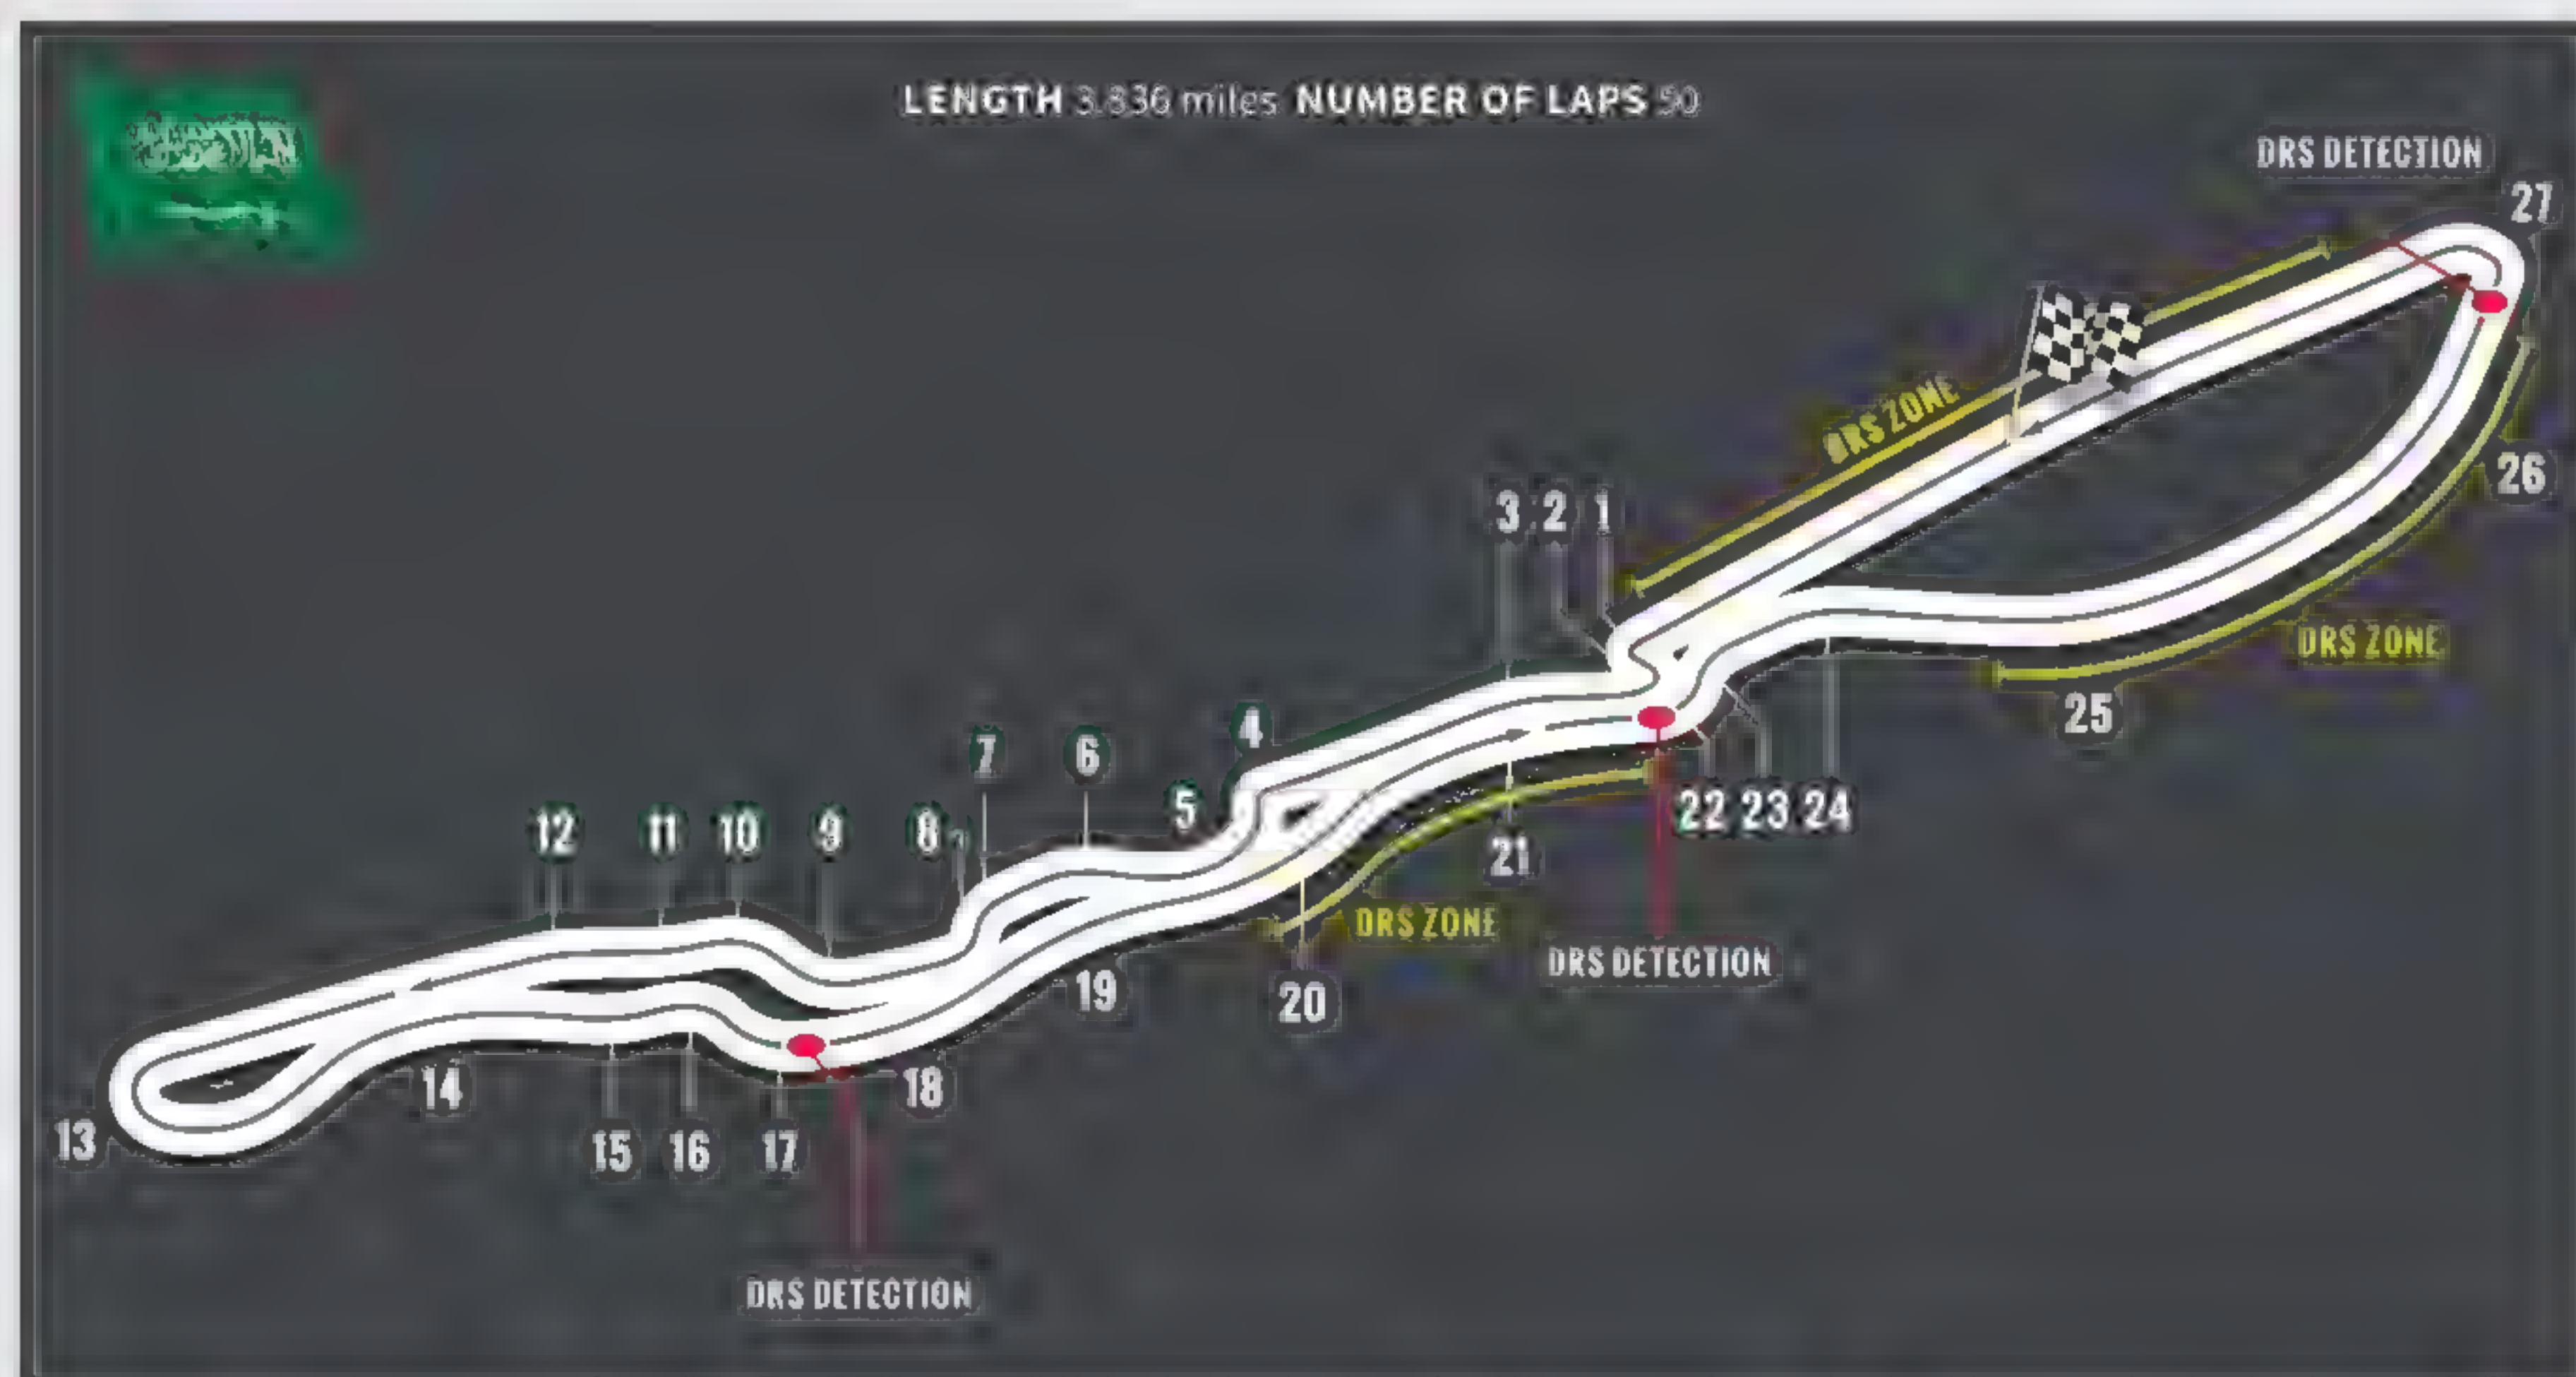 LENGTH 3.836 miles NUMBER OF LAPS 50
DRS DETECTION
27
DRS ZONE
26
3 2 1
DRS ZONE
25
4
7 6
5
12 11 10 9 8
22 23 24
21
DRS ZONE
DRS DETECTION
19 20
14 18
13 15 16 17
DRS DETECTION